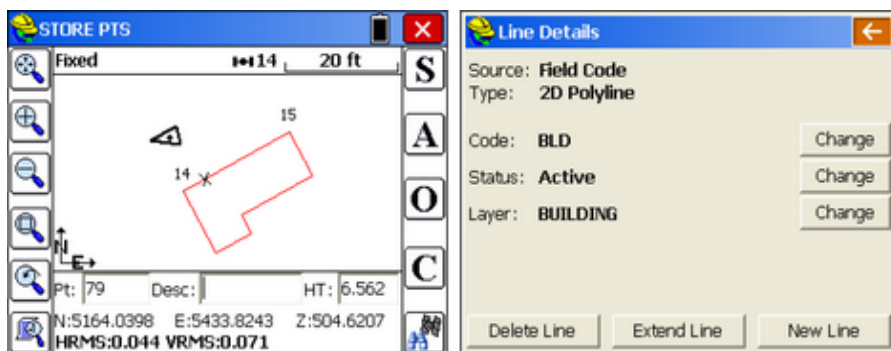 STORE PTS
Fixed 14 20 ft
S
A
O
C
15
14
N
E
Pt: 79 Desc: HT: 6.562
N:5164.0398 E:5433.8243 Z:504.6207
HRMS:0.044 VRMS:0.071
Line Details
Source: Field Code
Type: 2D Polyline
Code: BLD Change
Status: Active Change
Layer: BUILDING Change
Delete Line Extend Line New Line